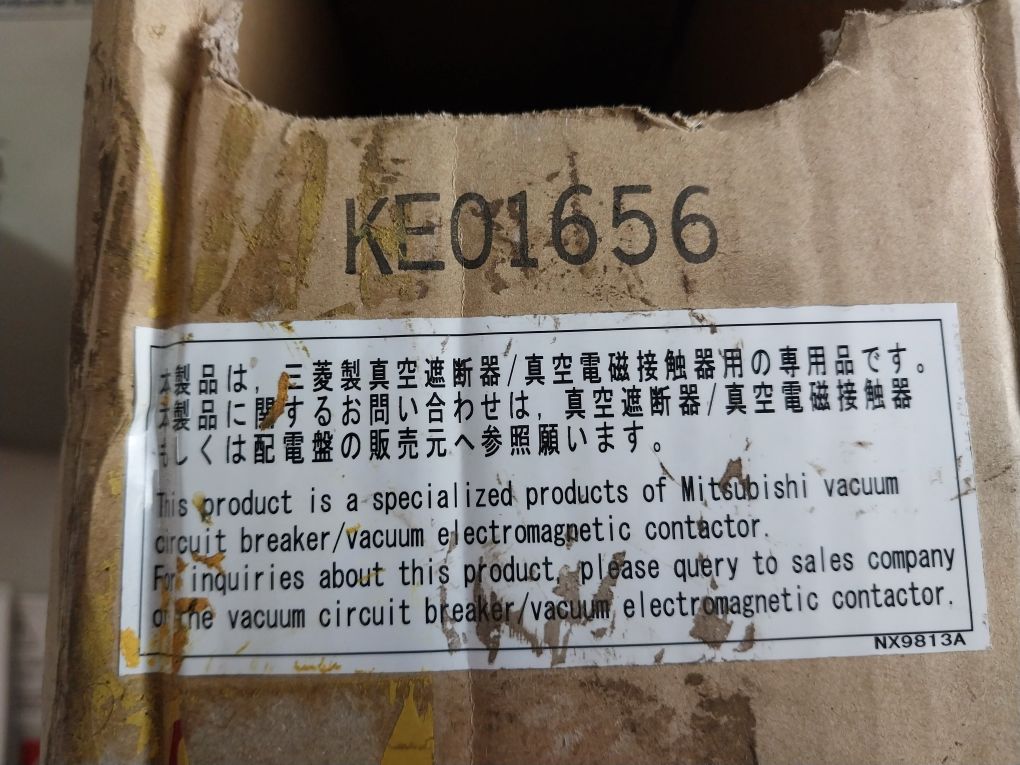 KE01656
本製品は，三菱製真空遮断器/真空電磁接触器用の専用品です。
本製品に関するお問い合わせは，真空遮断器/真空電磁接触器
もしくは配電盤の販売元へ参照願います。
This product is a specialized products of Mitsubishi vacuum
circuit breaker/vacuum electromagnetic contactor.
For inquiries about this product, please query to sales company
of the vacuum circuit breaker/vacuum electromagnetic contactor.
NX9813A